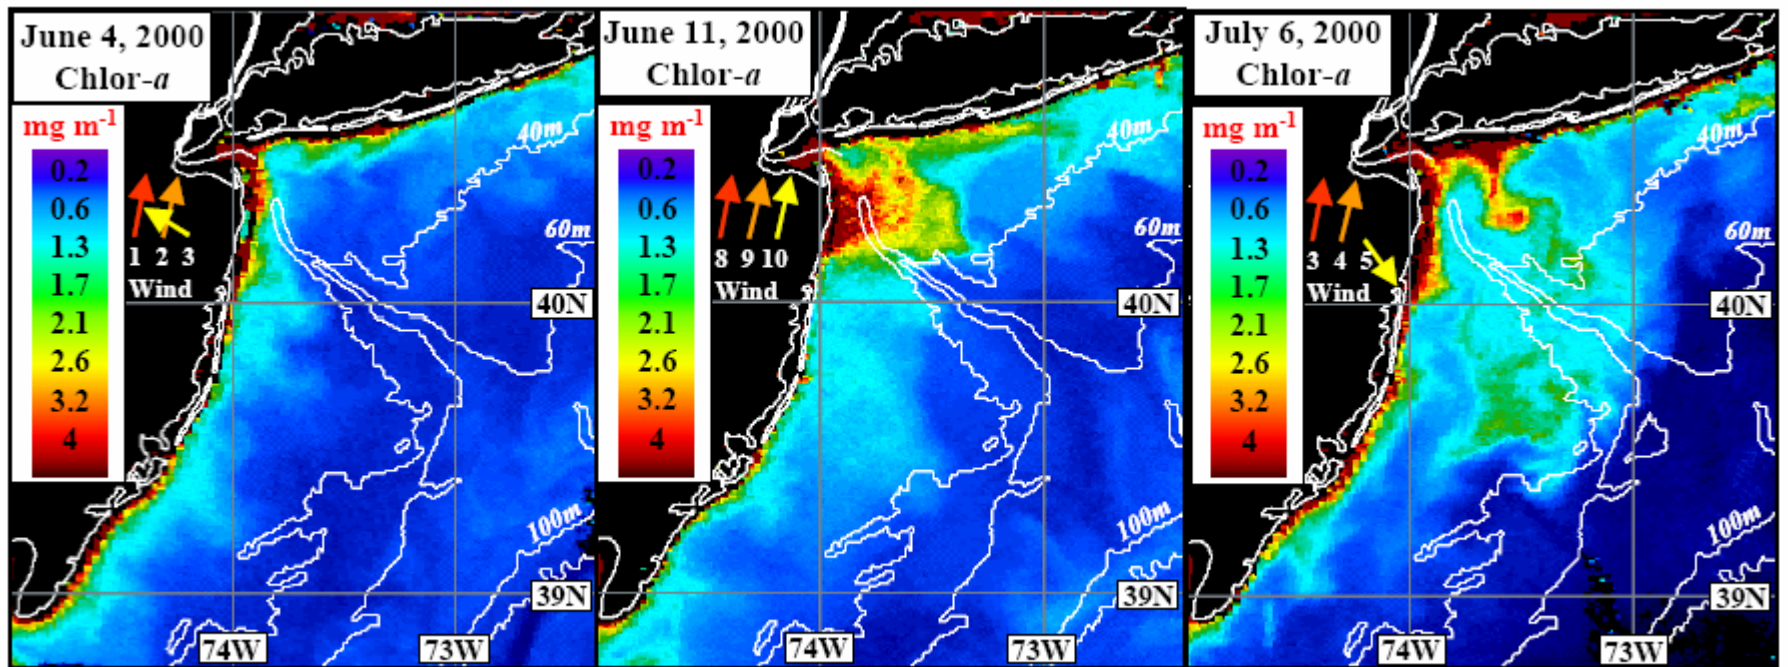 June 4, 2000
Chlor-a
mg m-1
0.2
0.6
1.3
1.7
2.1
2.6
3.2
4
1 2 3
Wind
40m
60m
100m
40N
39N
74W
73W
June 11, 2000
Chlor-a
mg m-1
0.2
0.6
1.3
1.7
2.1
2.6
3.2
4
8 9 10
Wind
40m
60m
100m
40N
39N
74W
73W
July 6, 2000
Chlor-a
mg m-1
0.2
0.6
1.3
1.7
2.1
2.6
3.2
4
3 4 5
Wind
40m
60m
100m
40N
39N
74W
73W